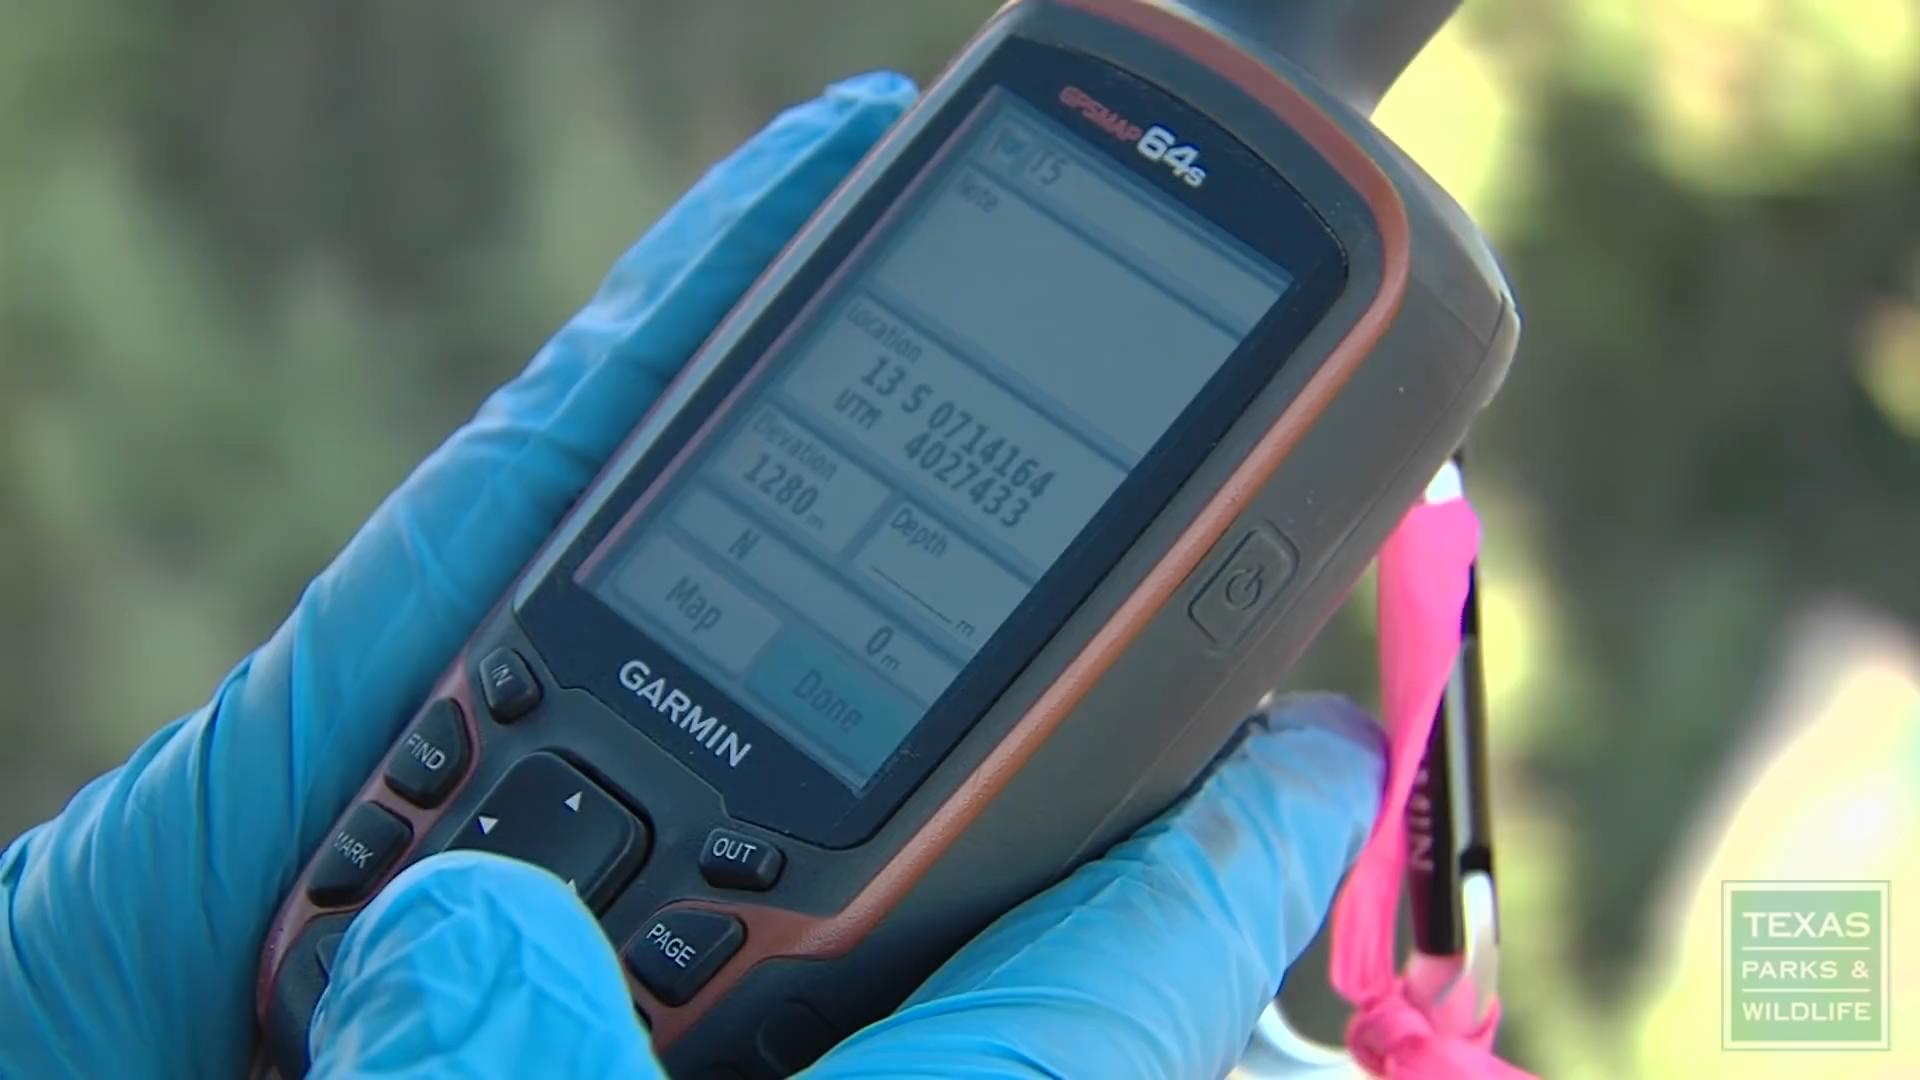 GPSMAP 64s
T5
Note
Location
13 S 0714164
UTM 4027433
Elevation
1280m
Depth
m
N
0m
Map
Done
GARMIN
IN
FIND
MARK
OUT
PAGE
TEXAS
PARKS &
WILDLIFE